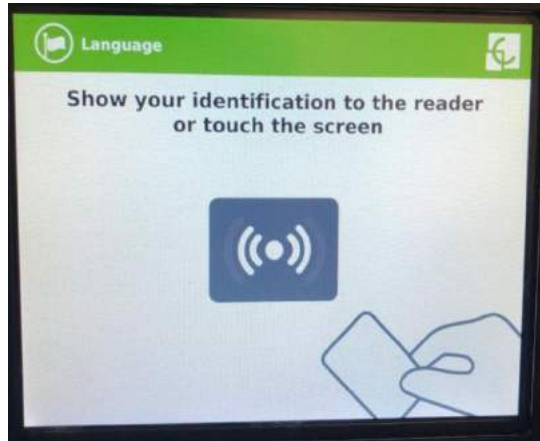 Language
Show your identification to the reader
or touch the screen